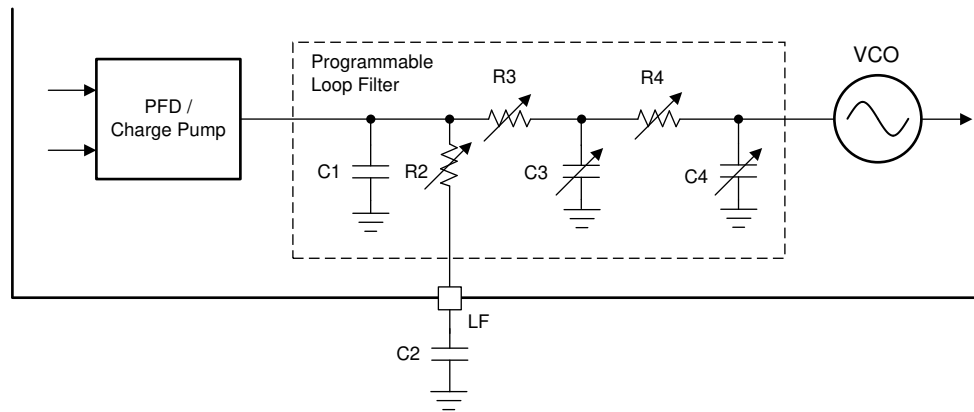 Programmable
Loop Filter
VCO
R3
R4
PFD /
Charge Pump
C1
R2
C3
C4
LF
C2